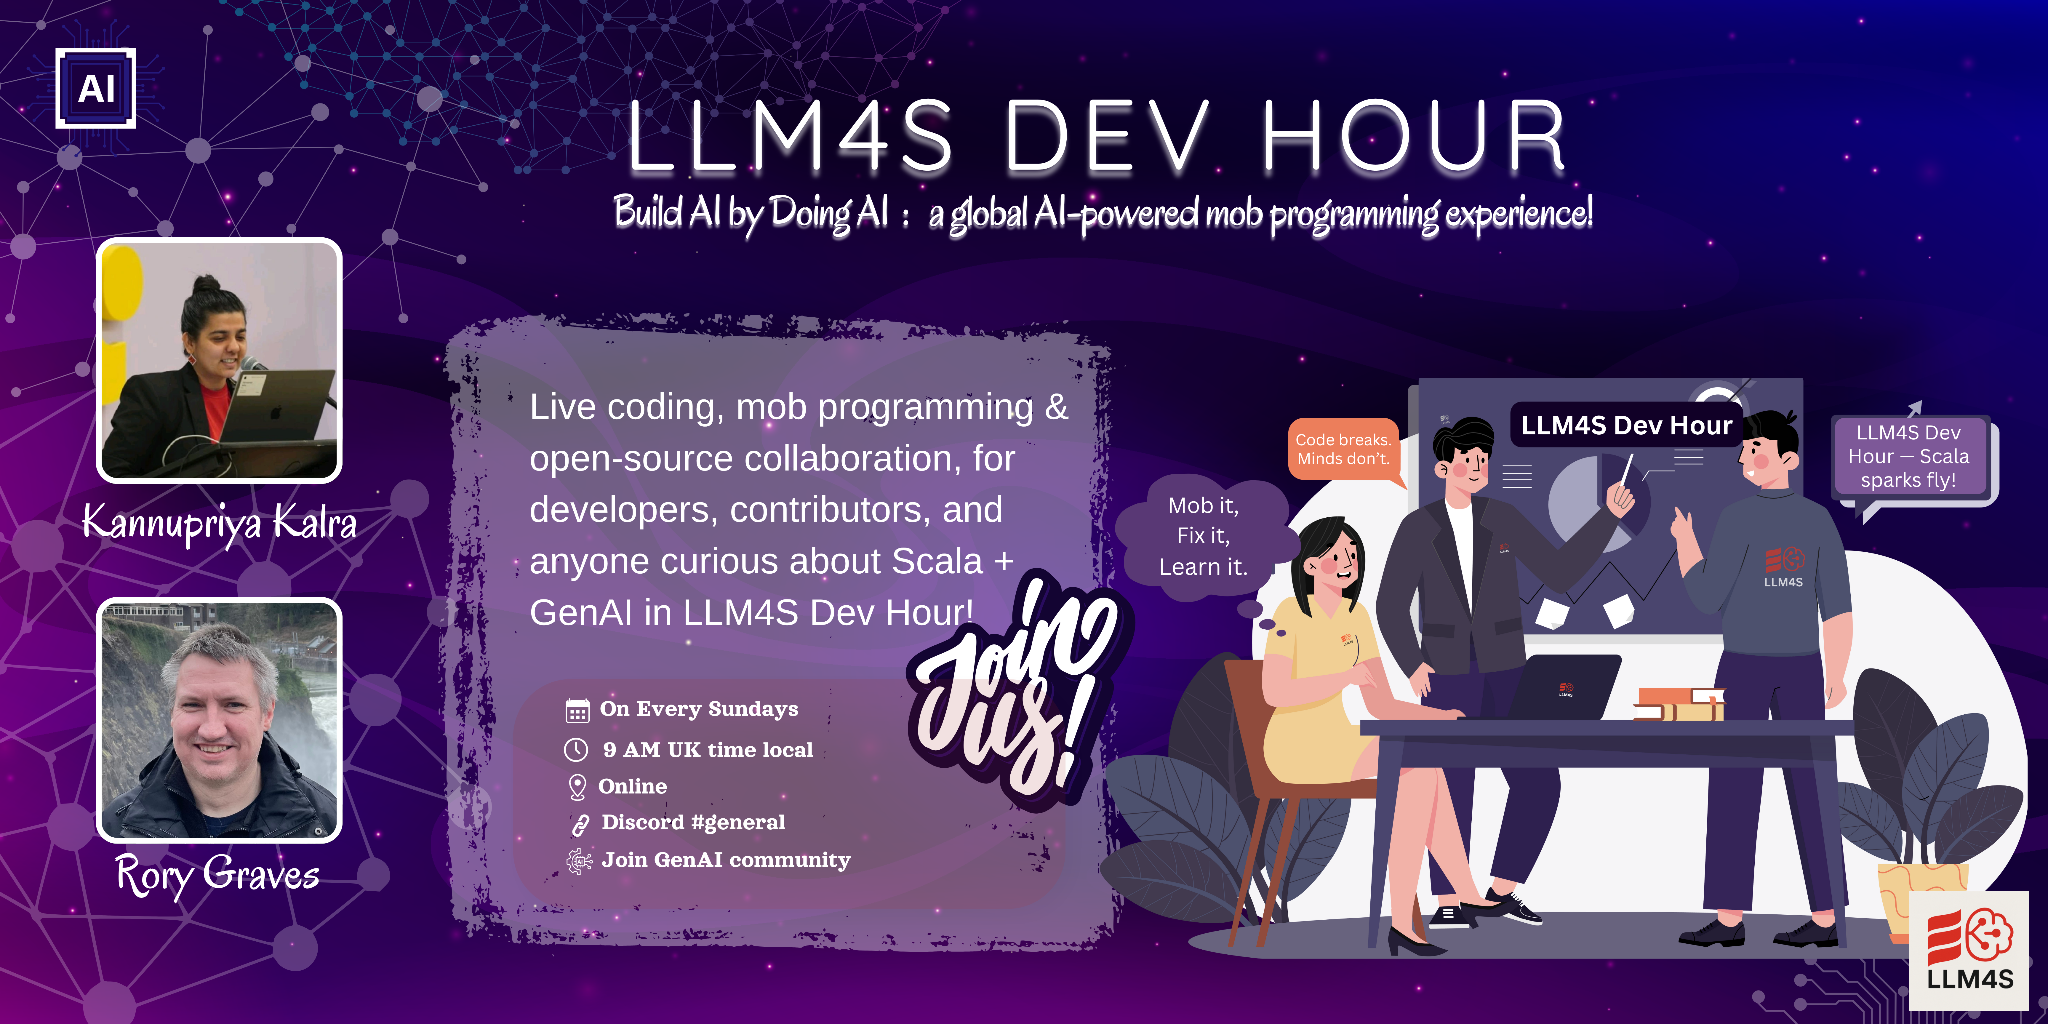 AI
LLM4S DEV HOUR
Build AI by Doing AI : a global AI-powered mob programming experience!
Kannupriya Kalra
Rory Graves
Live coding, mob programming &
open-source collaboration, for
developers, contributors, and
anyone curious about Scala +
GenAI in LLM4S Dev Hour!
Join
us!
On Every Sundays
9 AM UK time local
Online
Discord #general
Join GenAI community
Mob it,
Fix it,
Learn it.
Code breaks.
Minds don't.
LLM4S Dev Hour
LLM4S Dev
Hour — Scala
sparks fly!
LLM4S
LLM4S